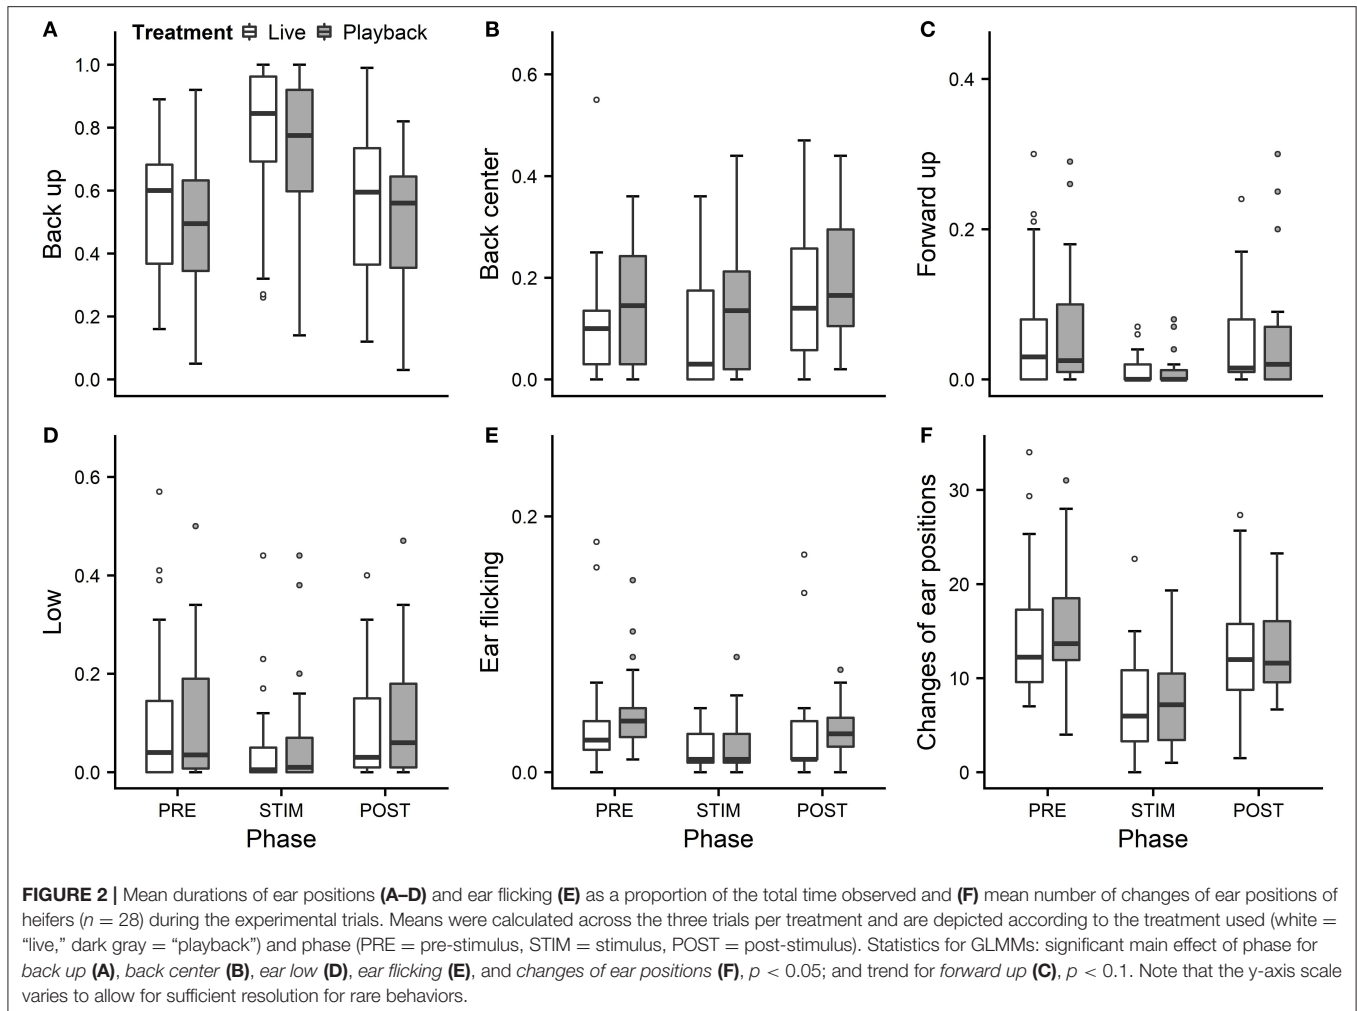 A
Treatment Live Playback
Back up
1.0
0.8
0.6
0.4
0.2
0.0
B
Back center
0.6
0.4
0.2
0.0
C
Forward up
0.4
0.2
0.0
D
Low
0.6
0.4
0.2
0.0
PRE STIM POST
Phase
E
Ear flicking
0.2
0.0
PRE STIM POST
Phase
F
Changes of ear positions
30
20
10
0
PRE STIM POST
Phase
FIGURE 2 | Mean durations of ear positions (A–D) and ear flicking (E) as a proportion of the total time observed and (F) mean number of changes of ear positions of
heifers (n = 28) during the experimental trials. Means were calculated across the three trials per treatment and are depicted according to the treatment used (white =
“live,” dark gray = “playback”) and phase (PRE = pre-stimulus, STIM = stimulus, POST = post-stimulus). Statistics for GLMMs: significant main effect of phase for
back up (A), back center (B), ear low (D), ear flicking (E), and changes of ear positions (F), p < 0.05; and trend for forward up (C), p < 0.1. Note that the y-axis scale
varies to allow for sufficient resolution for rare behaviors.